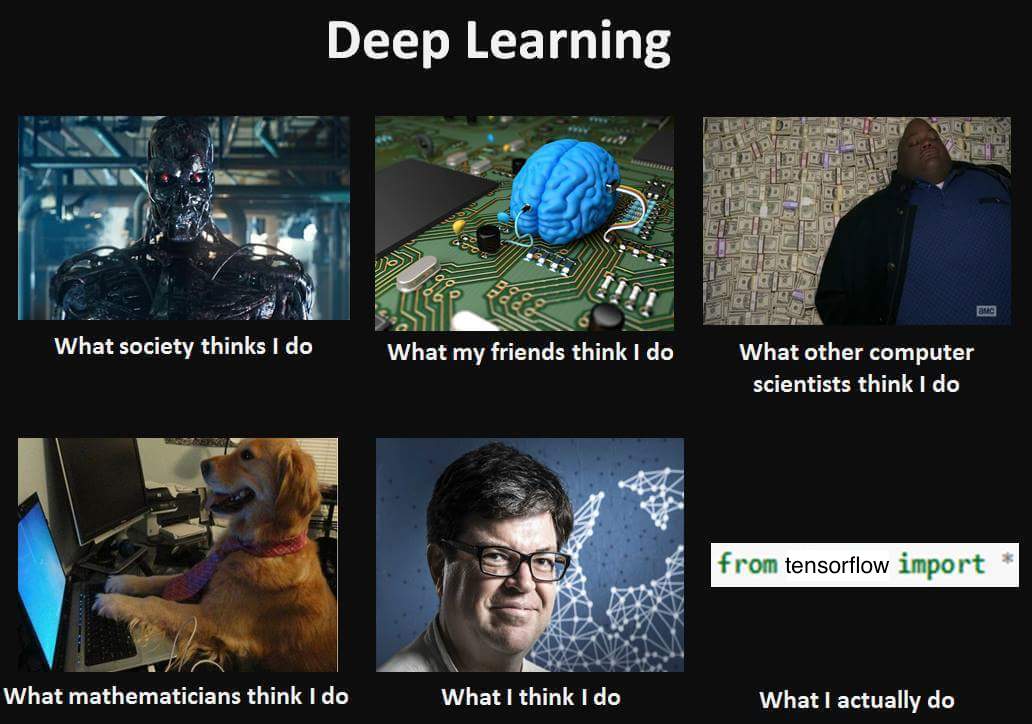 Deep Learning
amc
What society thinks I do
What my friends think I do
What other computer
scientists think I do
from tensorflow import *
What mathematicians think I do
What I think I do
What I actually do